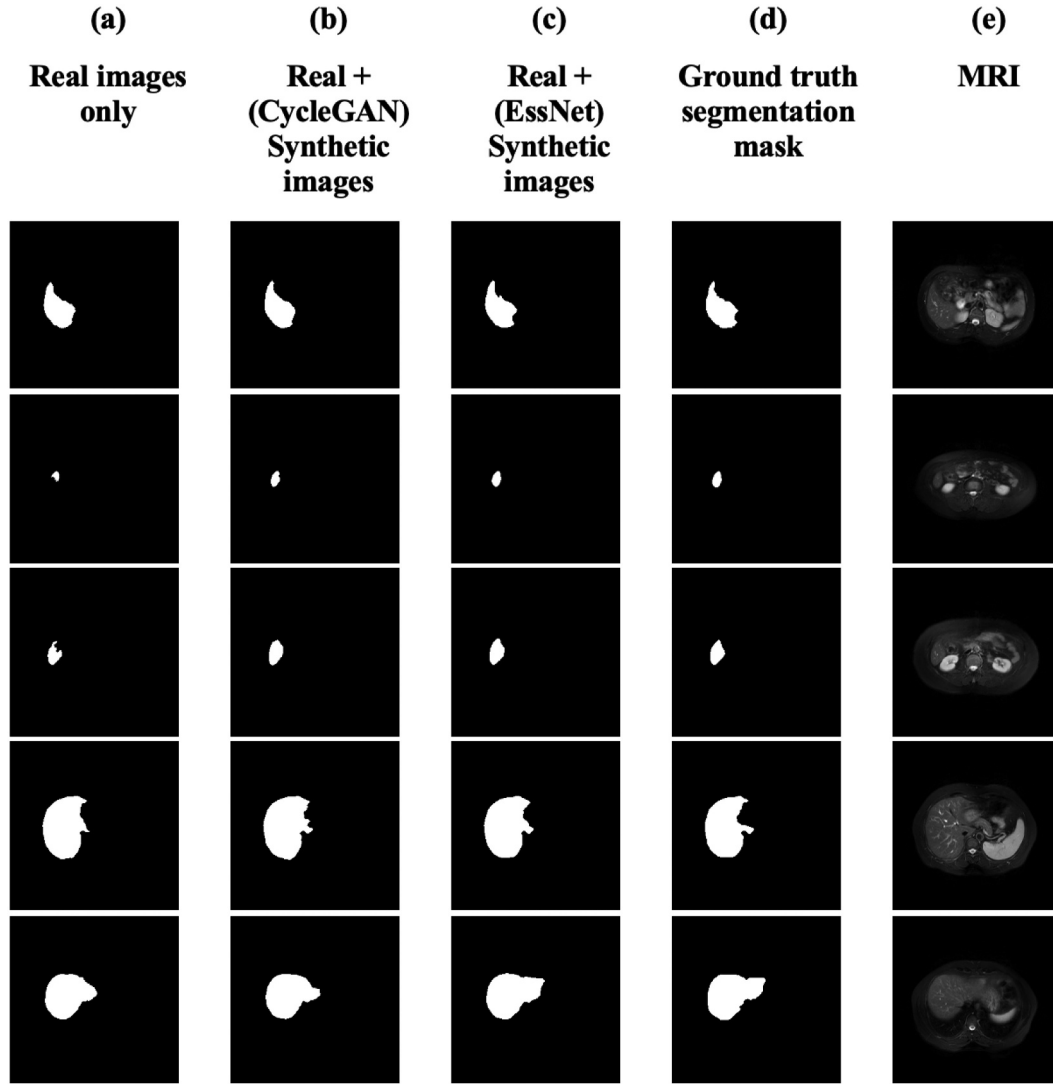 (a)
(b)
(c)
(d)
(e)
Real images
only
Real +
(CycleGAN)
Synthetic
images
Real +
(EssNet)
Synthetic
images
Ground truth
segmentation
mask
MRI